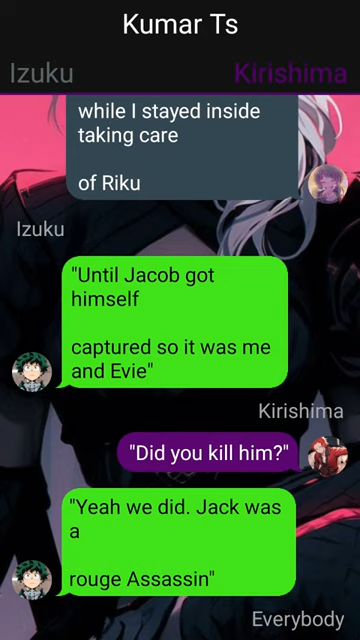 Kumar Ts
Izuku
Kirishima
while I stayed inside
taking care
of Riku
Izuku
"Until Jacob got
himself
captured so it was me
and Evie"
Kirishima
"Did you kill him?"
"Yeah we did. Jack was
a
rouge Assassin"
Everybody